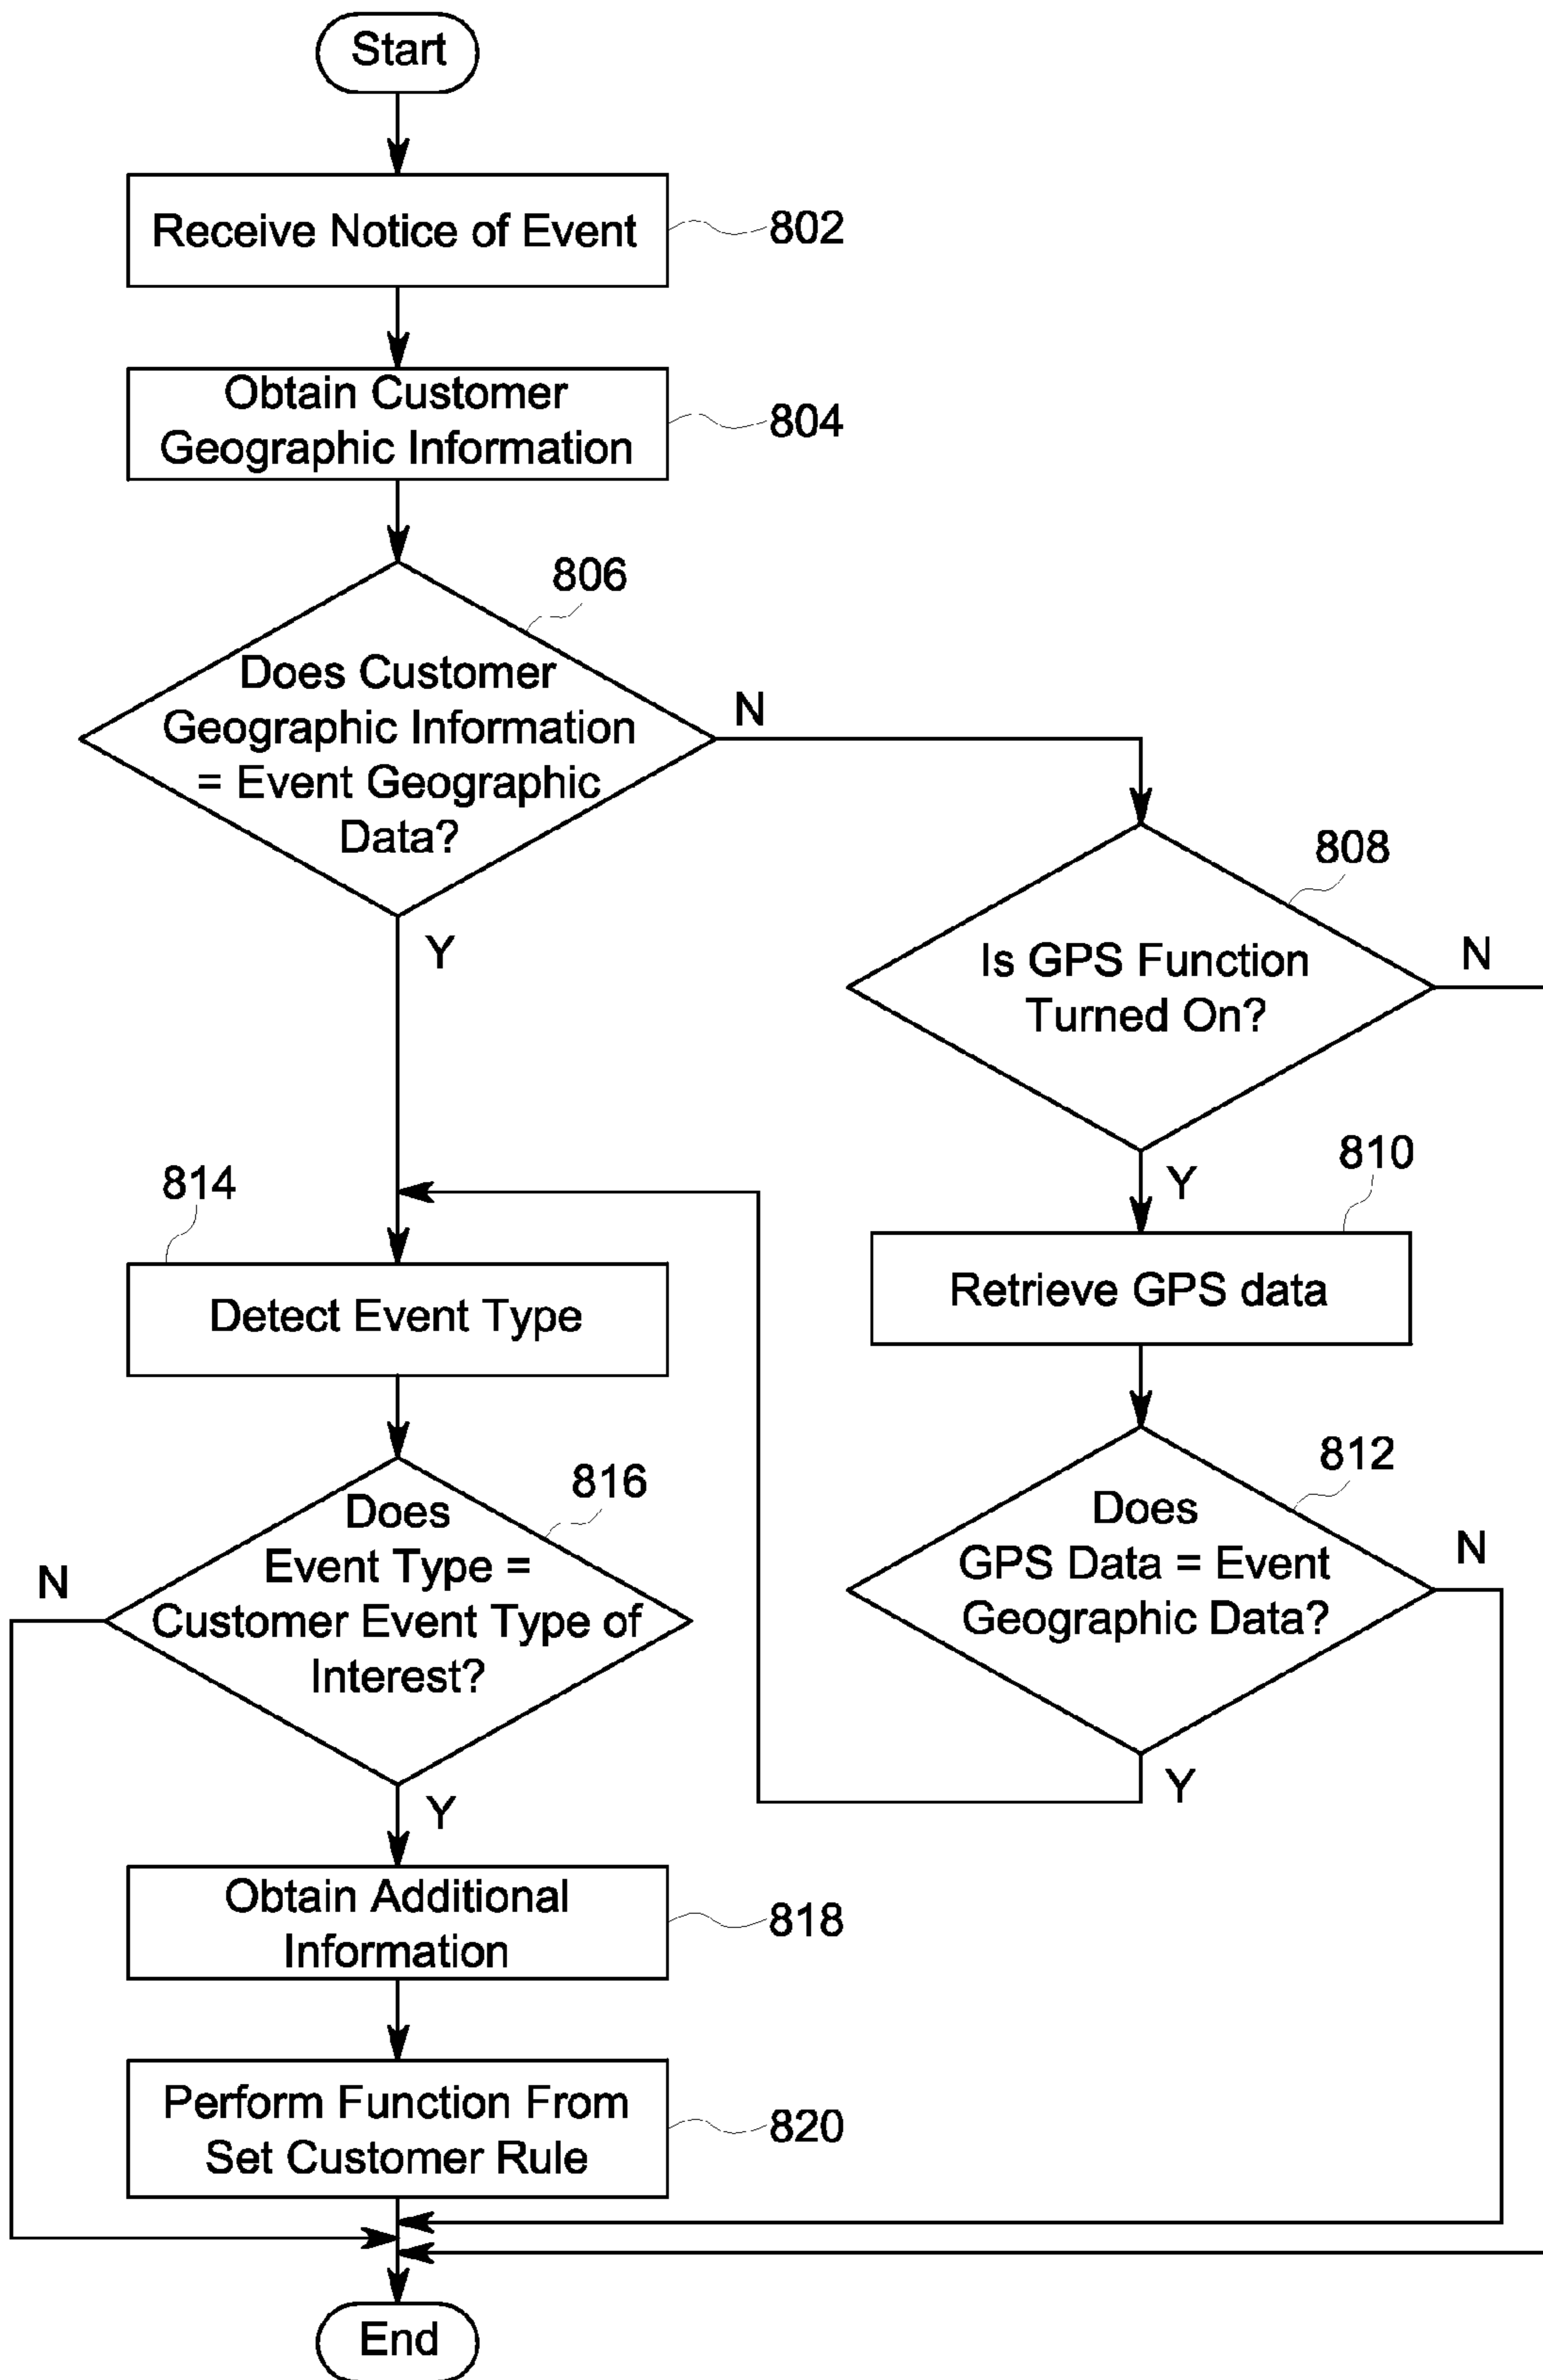 Start
Receive Notice of Event
802
Obtain Customer
Geographic Information
804
806
Does Customer
Geographic Information
= Event Geographic
Data?
N
Y
808
Is GPS Function
Turned On?
N
Y
810
Retrieve GPS data
812
Does
GPS Data = Event
Geographic Data?
N
Y
814
Detect Event Type
816
Does
Event Type =
Customer Event Type of
Interest?
N
Y
Obtain Additional
Information
818
Perform Function From
Set Customer Rule
820
End